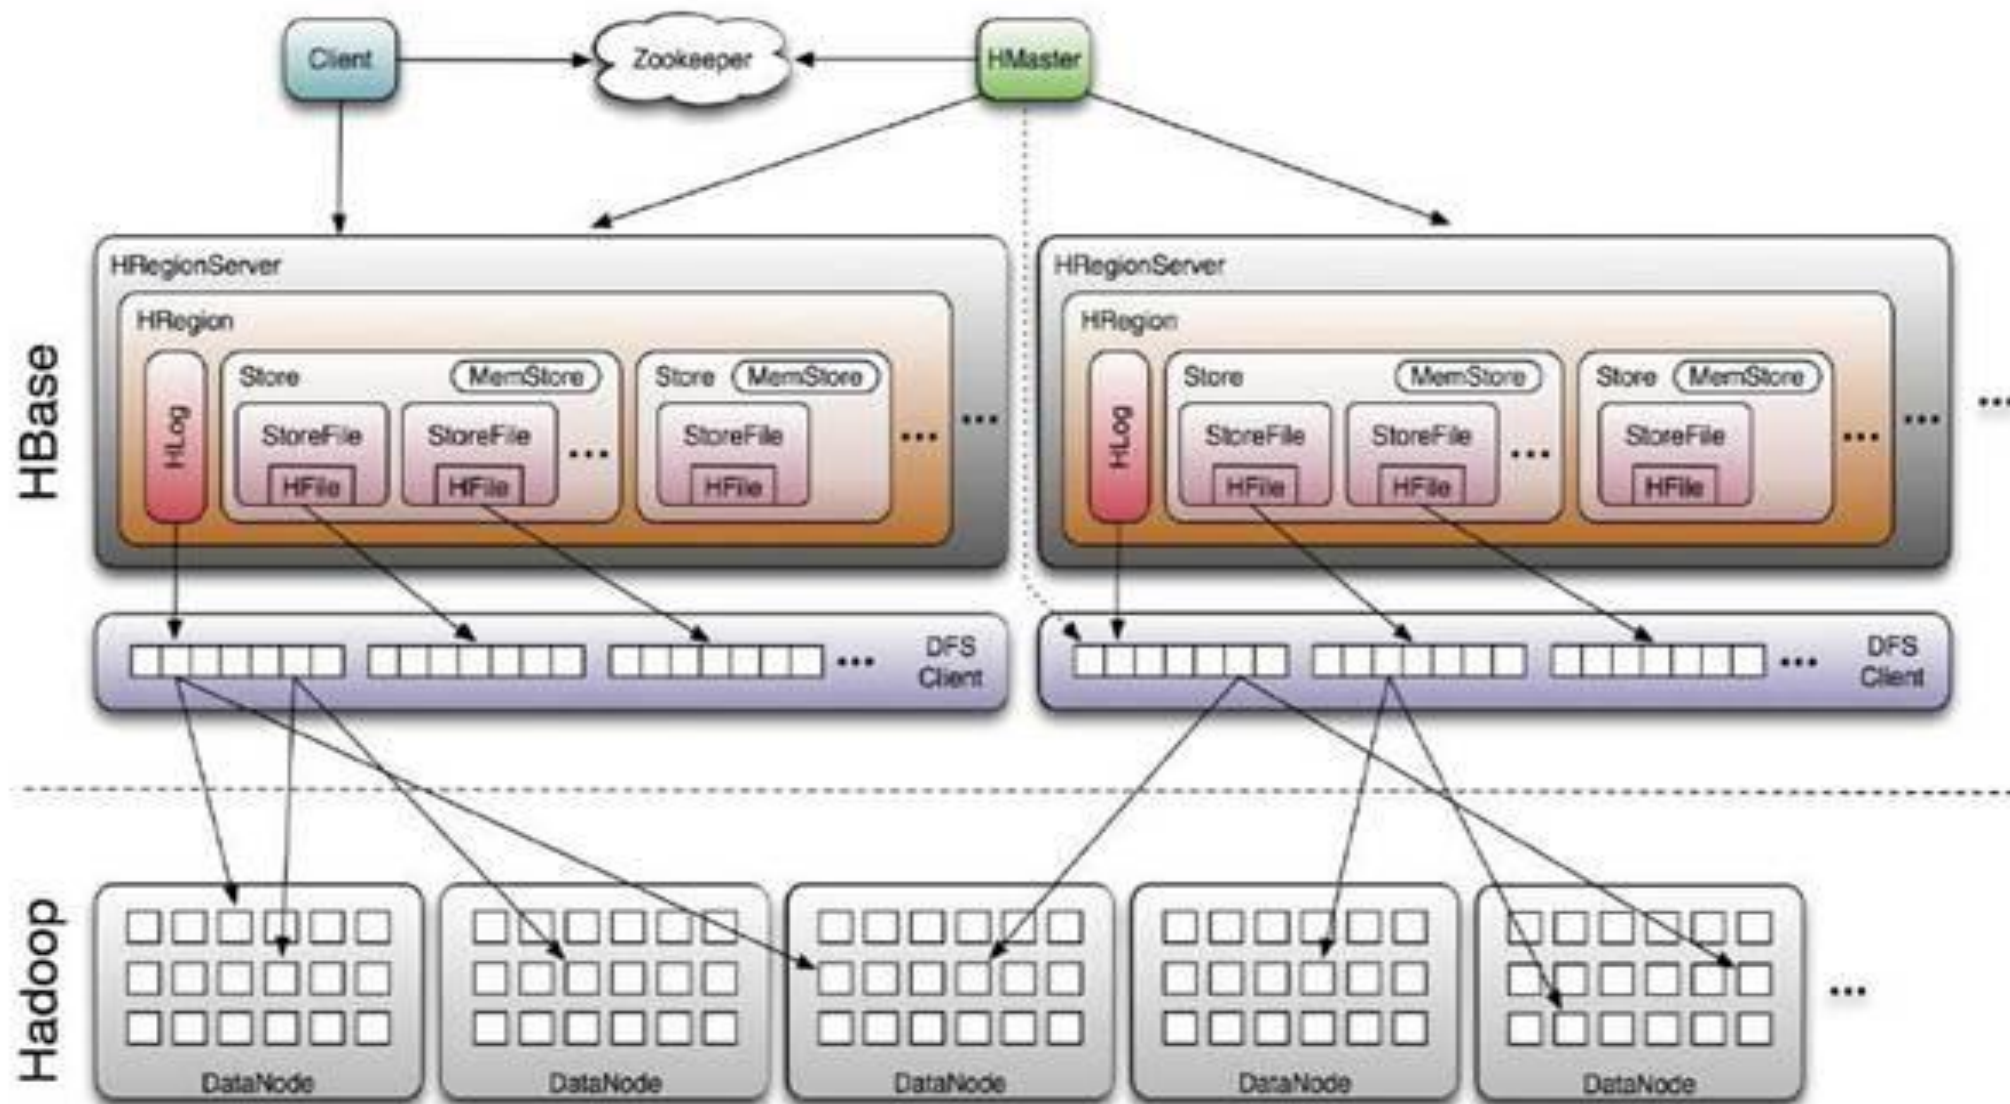 Client
Zookeeper
HMaster
HBase
HRegionServer
HRegion
HLog
Store
MemStore
StoreFile
HFile
StoreFile
HFile
...
Store
MemStore
StoreFile
HFile
...
...
HRegionServer
HRegion
HLog
Store
MemStore
StoreFile
HFile
StoreFile
HFile
...
Store
MemStore
StoreFile
HFile
...
...
...
...
DFS
Client
...
DFS
Client
Hadoop
DataNode
DataNode
DataNode
DataNode
DataNode
...